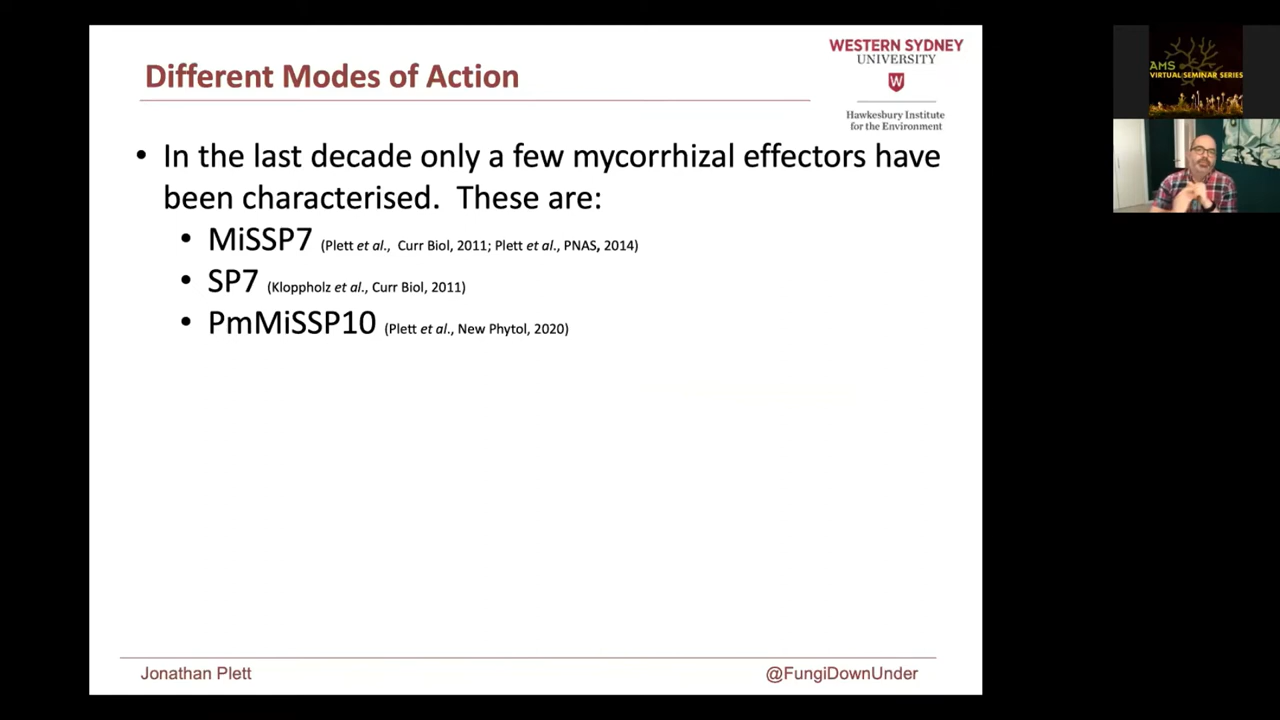 Different Modes of Action
WESTERN SYDNEY
UNIVERSITY
W
Hawkesbury Institute
for the Environment
• In the last decade only a few mycorrhizal effectors have
been characterised.  These are:
• MiSSP7 (Plett et al.,  Curr Biol, 2011; Plett et al., PNAS, 2014)
• SP7 (Kloppholz et al., Curr Biol, 2011)
• PmMiSSP10 (Plett et al., New Phytol, 2020)
Jonathan Plett
@FungiDownUnder
AMS
VIRTUAL SEMINAR SERIES